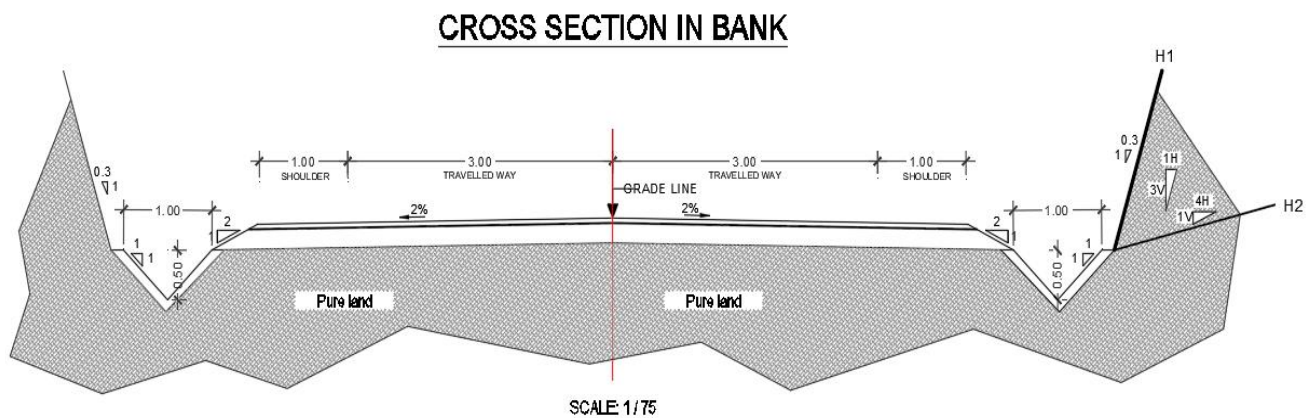 CROSS SECTION IN BANK
H1
0.3
1
1.00
SHOULDER
3.00
TRAVELLED WAY
3.00
TRAVELLED WAY
1.00
SHOULDER
0.3
1
1H
3V
4H
1V
H2
GRADE LINE
2%
2%
1.00
2
1
2
1
1.00
1
1
0.50
1
1
0.50
Pure land
Pure land
SCALE: 1/75